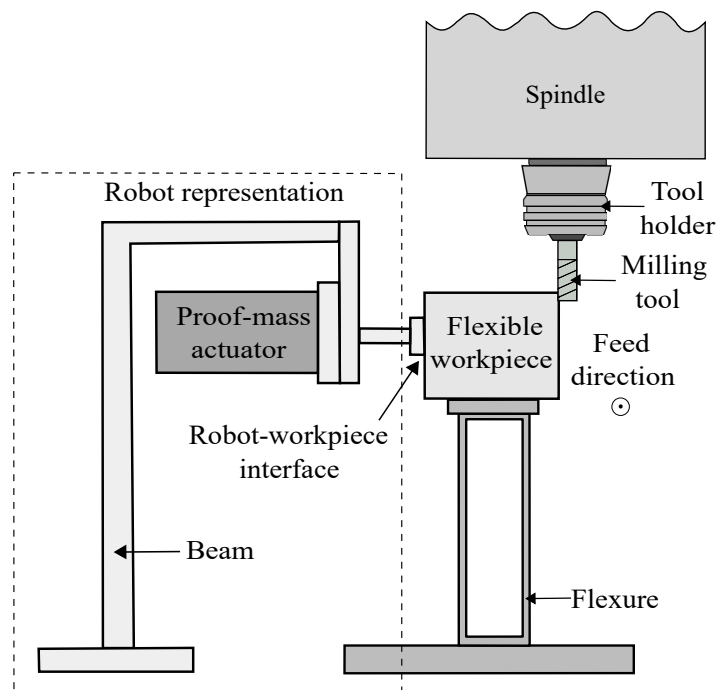 Spindle
Robot representation
Tool
holder
Milling
tool
Proof-mass
actuator
Flexible
workpiece
Feed
direction
Robot-workpiece
interface
Beam
Flexure